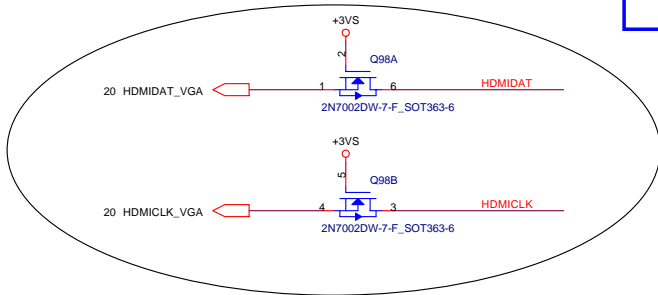 +3VS
2
Q98A
20 HDMIDAT_VGA
1
6
HDMIDAT
2N7002DW-7-F_SOT363-6
+3VS
5
Q98B
20 HDMICLK_VGA
4
3
HDMICLK
2N7002DW-7-F_SOT363-6